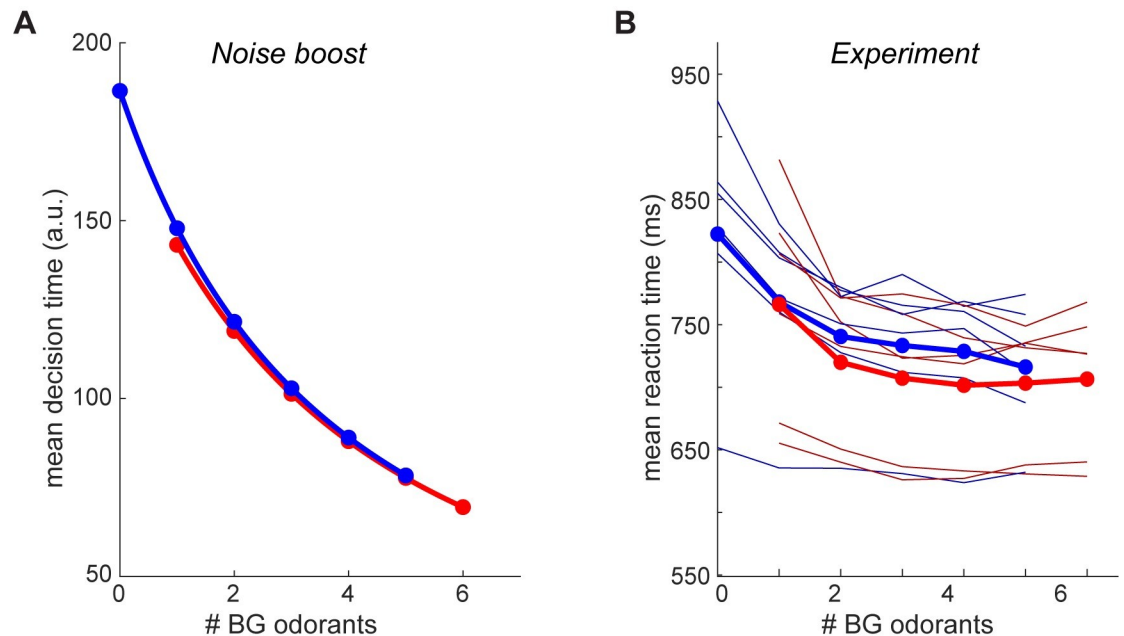 A
Noise boost
mean decision time (a.u.)
200
150
100
50
0
2
4
6
# BG odorants
B
Experiment
mean reaction time (ms)
950
850
750
650
550
0
2
4
6
# BG odorants